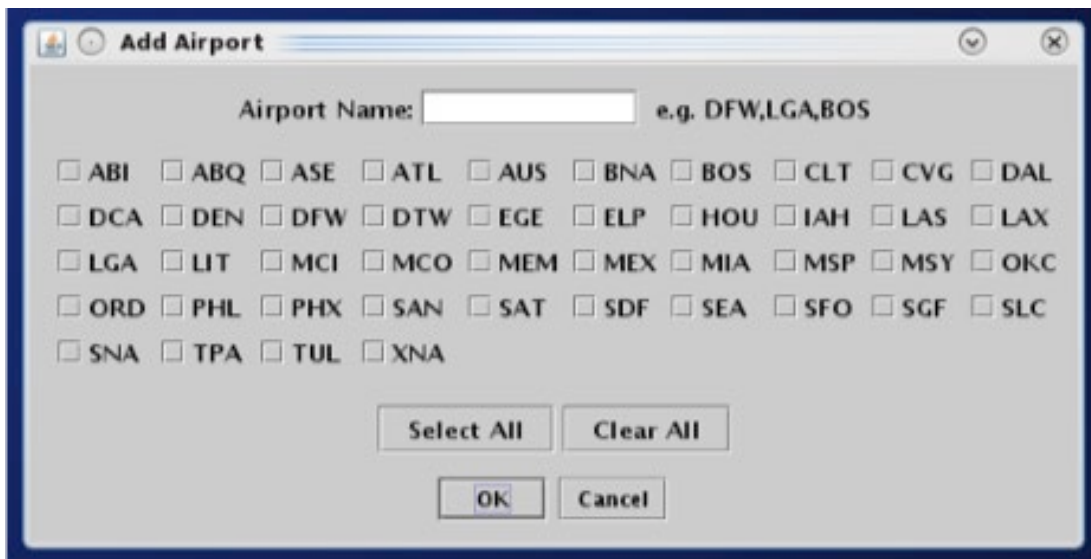 Add Airport
Airport Name: e.g. DFW,LGA,BOS
ABI ABQ ASE ATL AUS BNA BOS CLT CVG DAL
DCA DEN DFW DTW EGE ELP HOU IAH LAS LAX
LGA LIT MCI MCO MEM MEX MIA MSP MSY OKC
ORD PHL PHX SAN SAT SDF SEA SFO SGF SLC
SNA TPA TUL XNA
Select All Clear All
OK Cancel